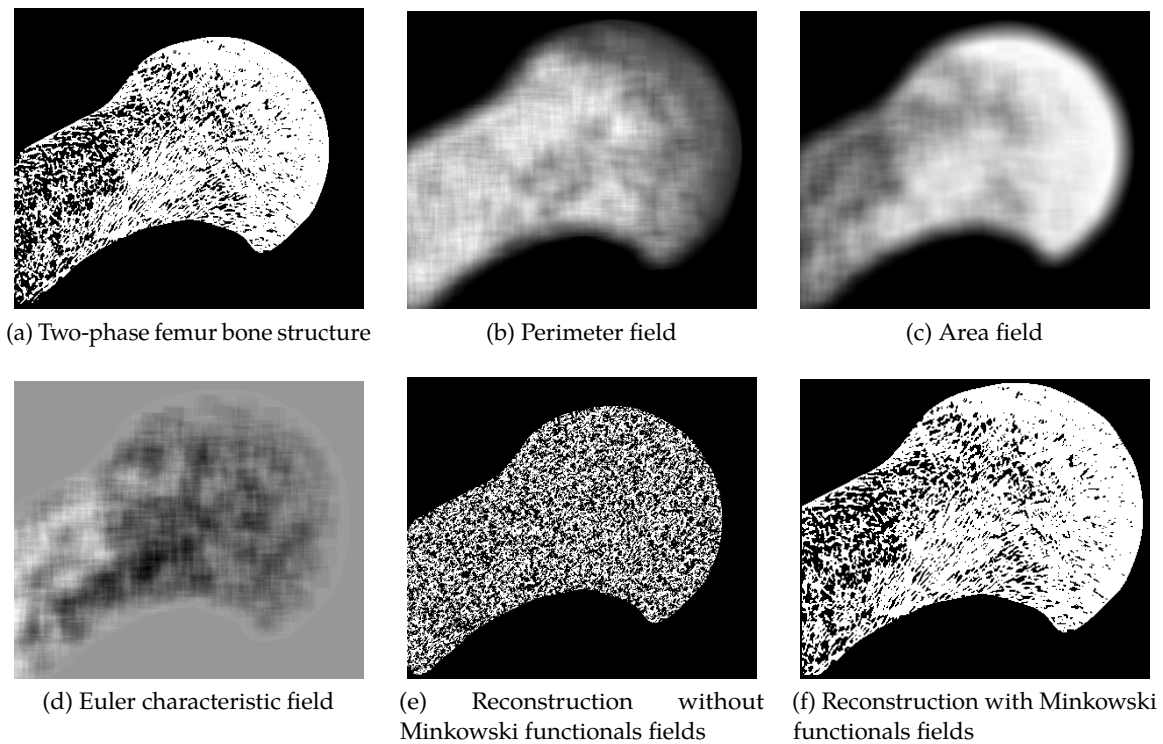 (a) Two-phase femur bone structure
(b) Perimeter field
(c) Area field
(d) Euler characteristic field
(e) Reconstruction without
Minkowski functionals fields
(f) Reconstruction with Minkowski
functionals fields